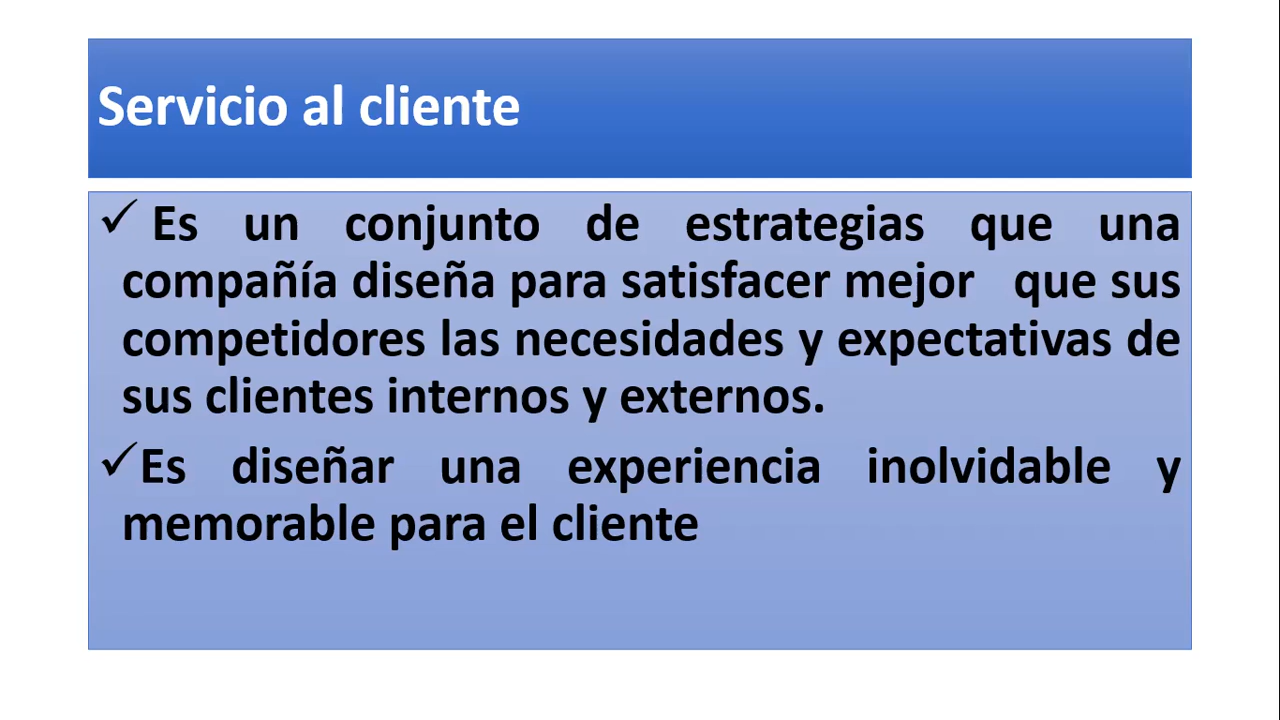 Servicio al cliente
✓ Es un conjunto de estrategias que una
compañía diseña para satisfacer mejor que sus
competidores las necesidades y expectativas de
sus clientes internos y externos.
✓Es diseñar una experiencia inolvidable y
memorable para el cliente